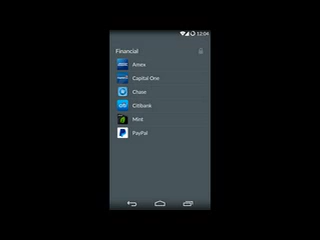 12:04
Financial
Amex
Capital One
Chase
Citibank
Mint
PayPal